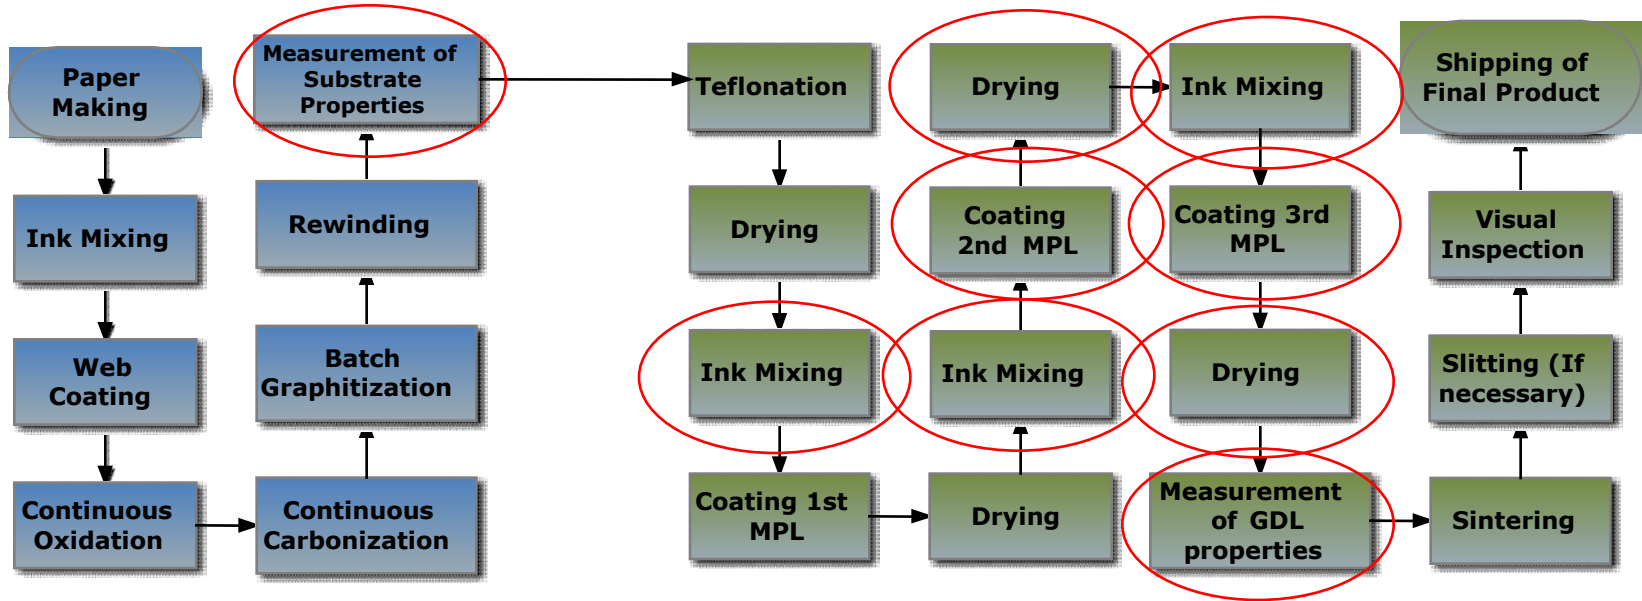 Paper
Making
Ink Mixing
Web
Coating
Continuous
Oxidation
Continuous
Carbonization
Batch
Graphitization
Rewinding
Measurement of
Substrate
Properties
Teflonation
Drying
Ink Mixing
Coating 1st
MPL
Drying
Ink Mixing
Coating
2nd MPL
Drying
Ink Mixing
Coating 3rd
MPL
Drying
Measurement
of GDL
properties
Sintering
Slitting (If
necessary)
Visual
Inspection
Shipping of
Final Product